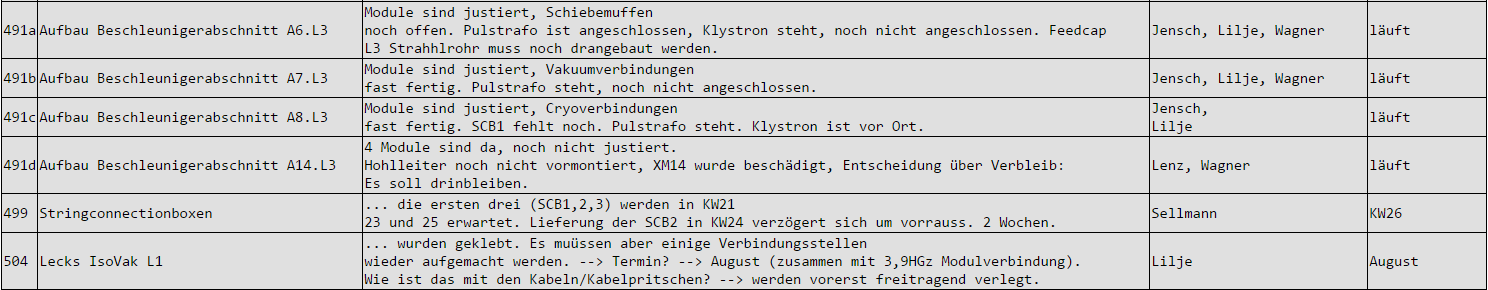 491a Aufbau Beschleunigerabschnitt A6.L3 Module sind justiert, Schiebemuffen
noch offen. Pulstrafo ist angeschlossen, Klystron steht, noch nicht angeschlossen. Feedcap
L3 Strahhlrohr muss noch drangebaut werden. Jensch, Lilje, Wagner läuft
491b Aufbau Beschleunigerabschnitt A7.L3 Module sind justiert, Vakuumverbindungen
fast fertig. Pulstrafo steht, noch nicht angeschlossen. Jensch, Lilje, Wagner läuft
491c Aufbau Beschleunigerabschnitt A8.L3 Module sind justiert, Cryoverbindungen
fast fertig. SCB1 fehlt noch. Pulstrafo steht. Klystron ist vor Ort. Jensch,
Lilje läuft
491d Aufbau Beschleunigerabschnitt A14.L3 4 Module sind da, noch nicht justiert.
Hohlleiter noch nicht vormontiert, XM14 wurde beschädigt, Entscheidung über Verbleib:
Es soll drinbleiben. Lenz, Wagner läuft
499 Stringconnectionboxen ... die ersten drei (SCB1,2,3) werden in KW21
23 und 25 erwartet. Lieferung der SCB2 in KW24 verzögert sich um vorrauss. 2 Wochen. Sellmann KW26
504 Lecks IsoVak L1 ... wurden geklebt. Es muüssen aber einige Verbindungsstellen
wieder aufgemacht werden. --> Termin? --> August (zusammen mit 3,9HGz Modulverbindung).
Wie ist das mit den Kabeln/Kabelpritschen? --> werden vorerst freitragend verlegt. Lilje August